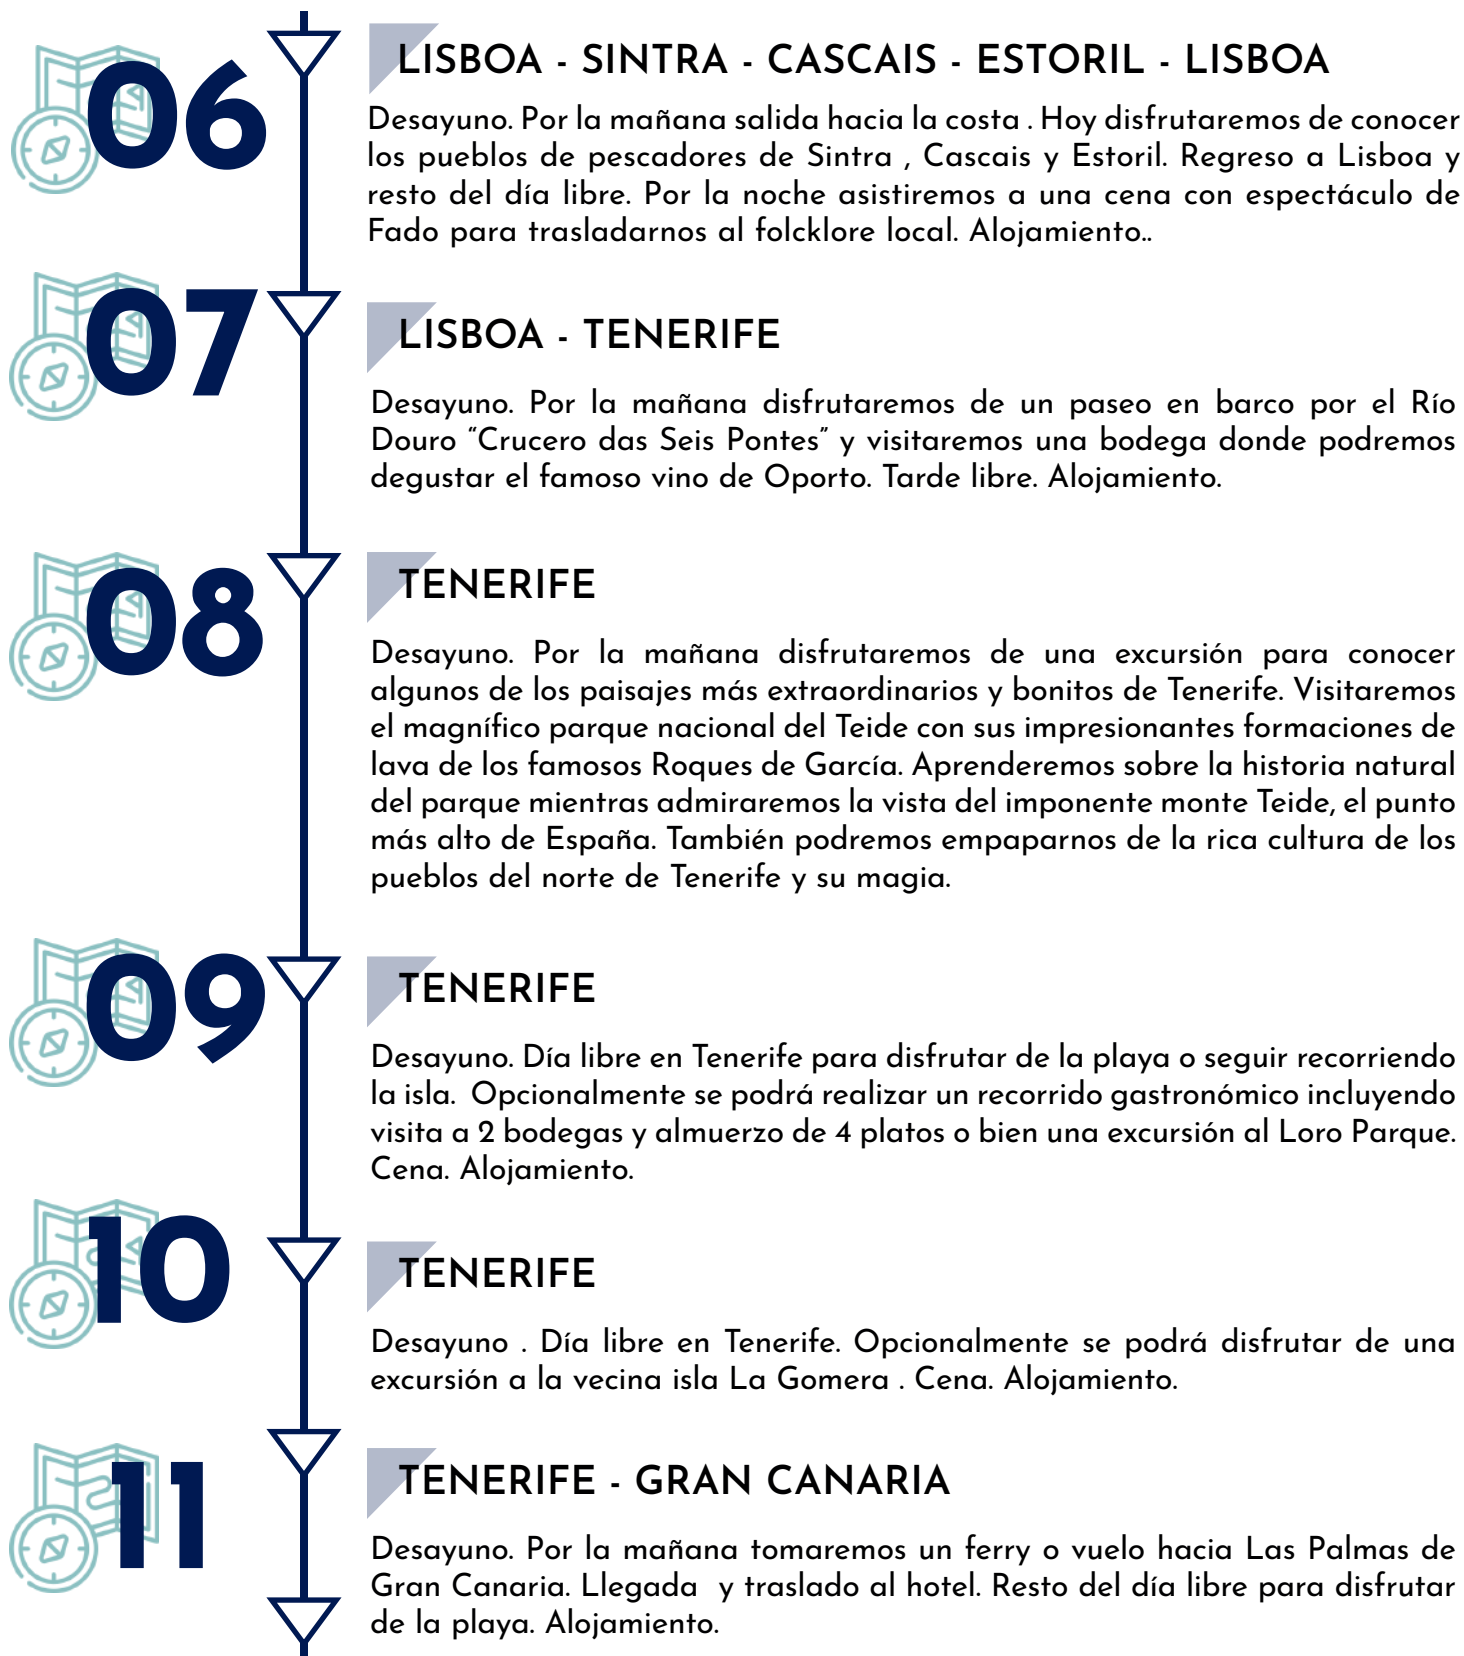 06
LISBOA - SINTRA - CASCAIS - ESTORIL - LISBOA
Desayuno. Por la mañana salida hacia la costa . Hoy disfrutaremos de conocer
los pueblos de pescadores de Sintra , Cascais y Estoril. Regreso a Lisboa y
resto del día libre. Por la noche asistiremos a una cena con espectáculo de
Fado para trasladarnos al folcklore local. Alojamiento..
07
LISBOA - TENERIFE
Desayuno. Por la mañana disfrutaremos de un paseo en barco por el Río
Douro “Crucero das Seis Pontes” y visitaremos una bodega donde podremos
degustar el famoso vino de Oporto. Tarde libre. Alojamiento.
08
TENERIFE
Desayuno. Por la mañana disfrutaremos de una excursión para conocer
algunos de los paisajes más extraordinarios y bonitos de Tenerife. Visitaremos
el magnífico parque nacional del Teide con sus impresionantes formaciones de
lava de los famosos Roques de García. Aprenderemos sobre la historia natural
del parque mientras admiraremos la vista del imponente monte Teide, el punto
más alto de España. También podremos empaparnos de la rica cultura de los
pueblos del norte de Tenerife y su magia.
09
TENERIFE
Desayuno. Día libre en Tenerife para disfrutar de la playa o seguir recorriendo
la isla. Opcionalmente se podrá realizar un recorrido gastronómico incluyendo
visita a 2 bodegas y almuerzo de 4 platos o bien una excursión al Loro Parque.
Cena. Alojamiento.
10
TENERIFE
Desayuno . Día libre en Tenerife. Opcionalmente se podrá disfrutar de una
excursión a la vecina isla La Gomera . Cena. Alojamiento.
11
TENERIFE - GRAN CANARIA
Desayuno. Por la mañana tomaremos un ferry o vuelo hacia Las Palmas de
Gran Canaria. Llegada y traslado al hotel. Resto del día libre para disfrutar
de la playa. Alojamiento.